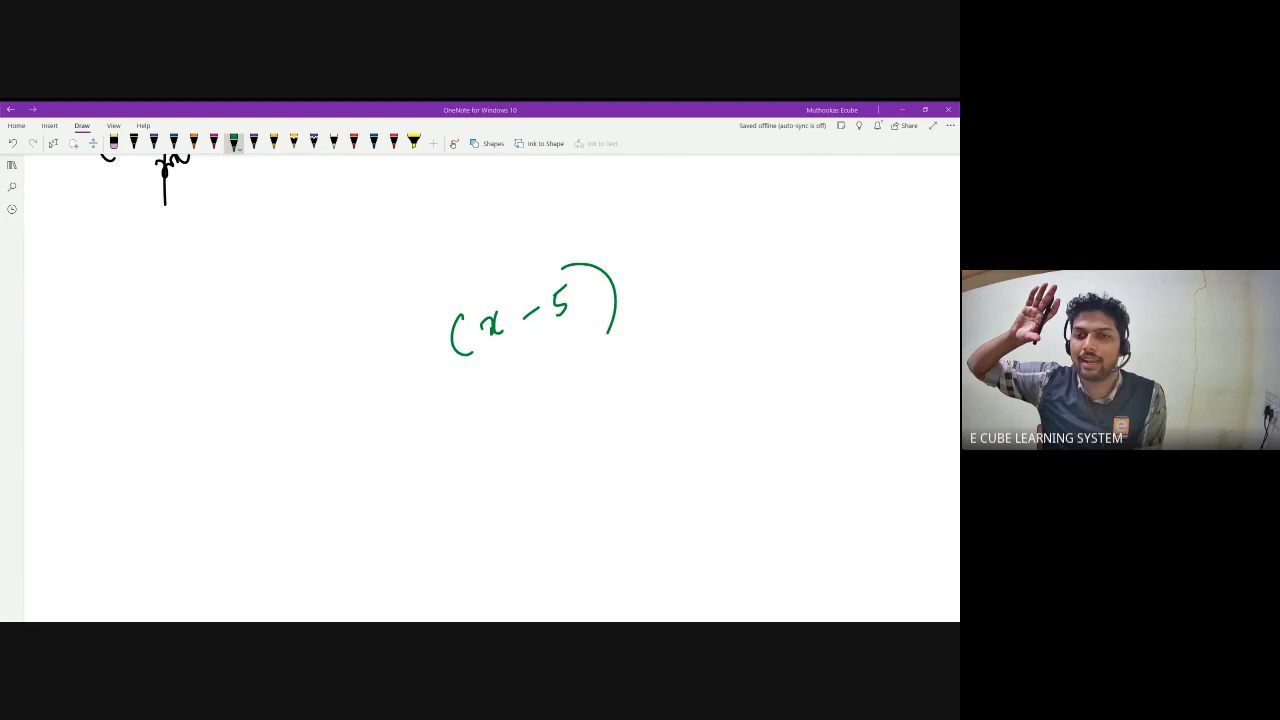 OneNote for Windows 10
Muthookas Ecube
Home Insert Draw View Help
Saved offline (auto-sync is off)
Share
Shapes
Ink to Shape
Ink to Text
(x - 5)
e
E CUBE LEARNING SYSTEM